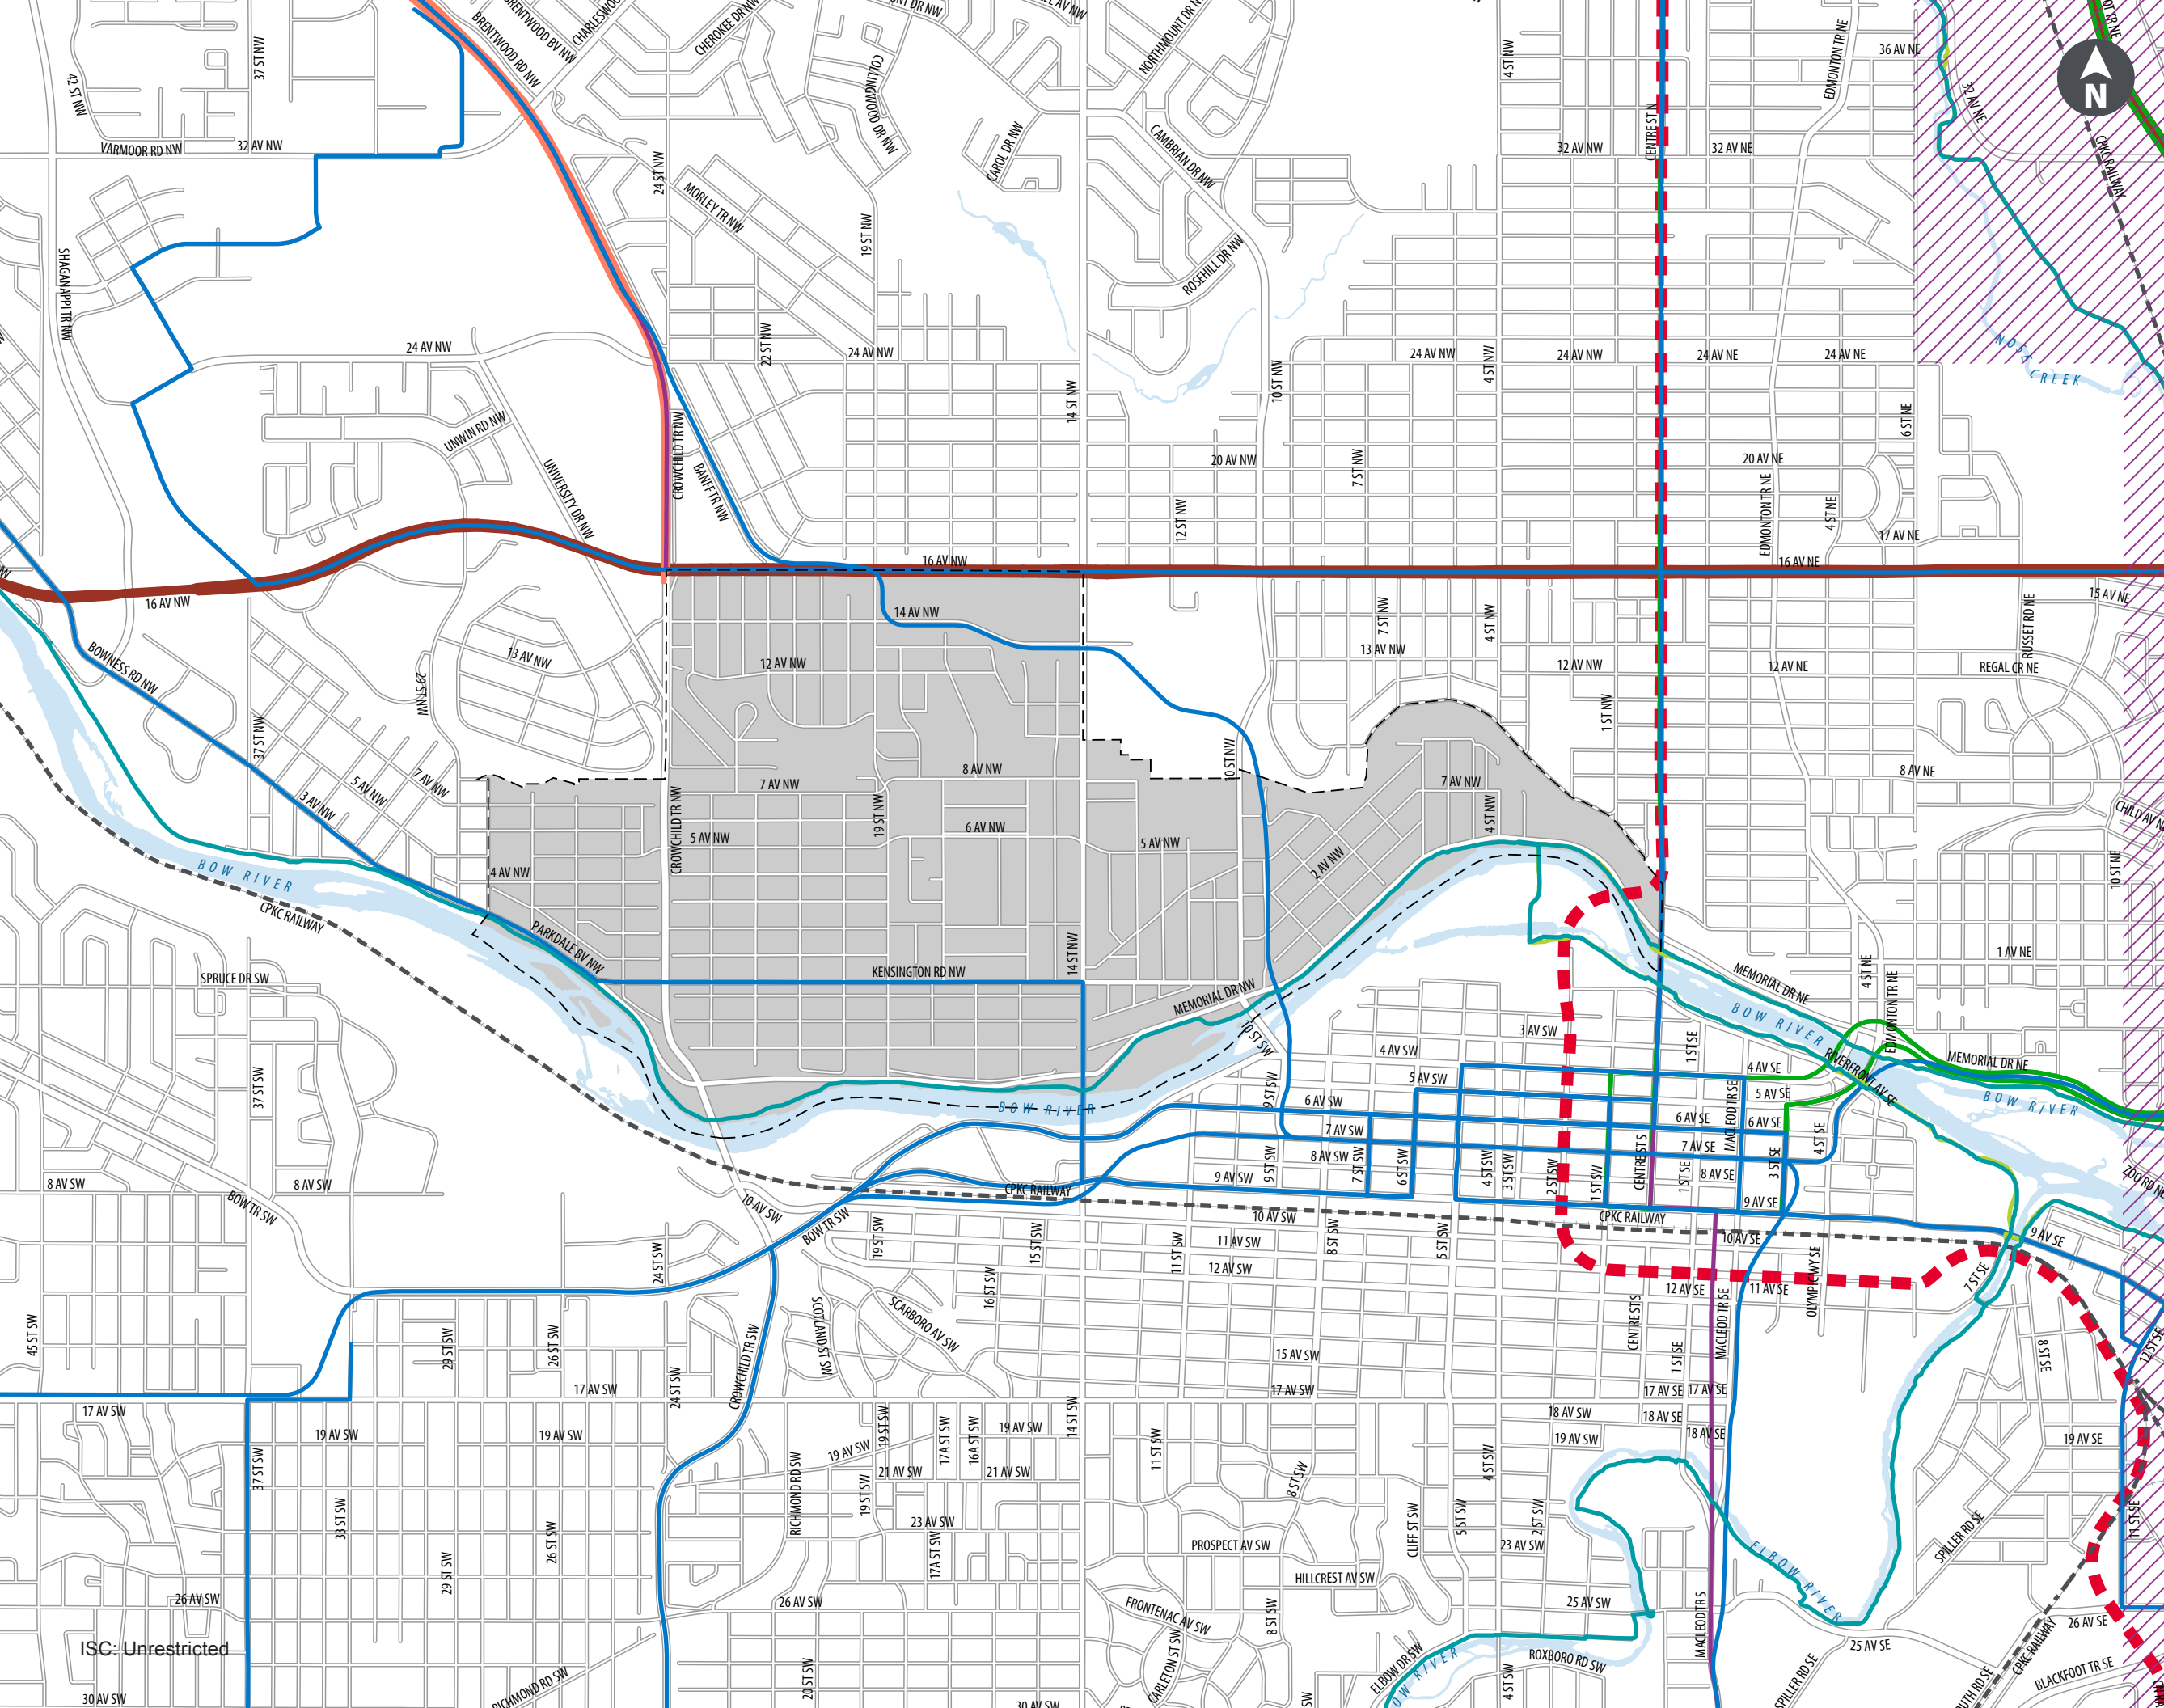 BRENTWOOD RD NW
BRENTWOOD BV NW
CHEROKEE DR NW
COLLINGWOOD DR NW
NORTHMOUNT DR N
4 ST NW
CENTRE ST N
EDMONTON TR NE
36 AV NE
32 AV NE
N
CPKC RAILWAY
42 ST NW
37 ST NW
VARMOOR RD NW
32 AV NW
24 ST NW
MORLEY TR NW
19 ST NW
CAROL DR NW
CAMBRIAN DR NW
ROSEHILL DR NW
32 AV NW
32 AV NE
SHAGANAPPI TR NW
24 AV NW
22 ST NW
24 AV NW
14 ST NW
10 ST NW
24 AV NW
4 ST NW
24 AV NW
24 AV NE
24 AV NE
NOSE
CREEK
6 ST NE
UNWIN RD NW
UNIVERSITY DR NW
CROWCHILD TR NW
BANFF TR NW
20 AV NW
7 ST NW
12 ST NW
20 AV NE
EDMONTON TR NE
4 ST NE
17 AV NE
16 AV NW
16 AV NW
16 AV NE
15 AV NE
14 AV NW
7 ST NW
4 ST NW
RUSSET RD NE
BOWNESS RD NW
13 AV NW
29 ST NW
12 AV NW
13 AV NW
12 AV NW
12 AV NE
REGAL CR NE
37 ST NW
1 ST NW
10 ST NW
5 AV NW
7 AV NW
3 AV NW
7 AV NW
8 AV NW
7 AV NW
8 AV NE
CROWCHILD TR NW
19 ST NW
4 ST NW
CHILD AV N
5 AV NW
6 AV NW
5 AV NW
2 AV NW
10 ST NE
4 AV NW
BOW RIVER
CPKC RAILWAY
PARKDALE BV NW
KENSINGTON RD NW
14 ST NW
MEMORIAL DR NW
1 AV NE
4 ST NE
SPRUCE DR SW
MEMORIAL DR NE
BOW RIVER
EDMONTON TR NE
10 ST SW
3 AV SW
4 AV SW
1 ST SE
4 AV SE
RIVERFRONT AV SE
MEMORIAL DR NE
37 ST SW
BOW RIVER
9 ST SW
5 AV SW
6 AV SW
MACLEOD TR SE
5 AV SE
6 AV SE
6 AV SE
BOW RIVER
7 AV SW
7 AV SE
4 ST SE
8 AV SW
7 ST SW
6 ST SW
4 ST SW
3 ST SW
2 ST SW
1 ST SW
CENTRE ST S
1 ST SE
8 AV SE
3 ST SE
8 AV SW
8 AV SW
BOW TR SW
CPKC RAILWAY
9 AV SW
9 ST SW
9 AV SE
10 AV SW
BOW TR SW
10 AV SW
CPKC RAILWAY
10 AV SE
9 AV SE
24 ST SW
19 ST SW
15 ST SW
11 ST SW
11 AV SW
8 ST SW
5 ST SW
12 AV SW
16 ST SW
12 AV SE
11 AV SE
OLYMPIC WY SE
7 ST SE
45 ST SW
29 ST SW
26 ST SW
CROWCHILD TR SW
SCOTLAND ST SW
SCARBORO AV SW
15 AV SW
CENTRE ST S
1 ST SE
MACLEOD TR SE
8 ST SE
12 ST SE
17 AV SW
24 ST SW
17 AV SW
17 AV SE
17 AV SE
17 AV SW
19 AV SW
19 AV SW
19 AV SW
19 ST SW
17A ST SW
16A ST SW
19 AV SW
14 ST SW
11 ST SW
18 AV SW
18 AV SE
19 AV SW
18 AV SE
19 AV SE
37 ST SW
33 ST SW
26 ST SW
RICHMOND RD SW
21 AV SW
21 AV SW
19 ST SW
8 ST SW
4 ST SW
5 ST SW
2 ST SW
CLIFF ST SW
11 ST SE
23 AV SW
17A ST SW
PROSPECT AV SW
23 AV SW
SPILLER RD SE
ELBOW RIVER
29 ST SW
HILLCREST AV SW
26 AV SW
26 AV SW
FRONTENAC AV SW
8 ST SW
25 AV SW
MACLEOD TR S
26 AV SE
ISC: Unrestricted
25 AV SE
CPKC RAILWAY
20 ST SW
CARLETON ST SW
ELBOW DR SW
OW RIVER
ROXBORO RD SW
4 ST SW
SPILLER RD SE
BLACKFOOT TR SE
30 AV SW
RICHMOND RD SW
30 AV SW